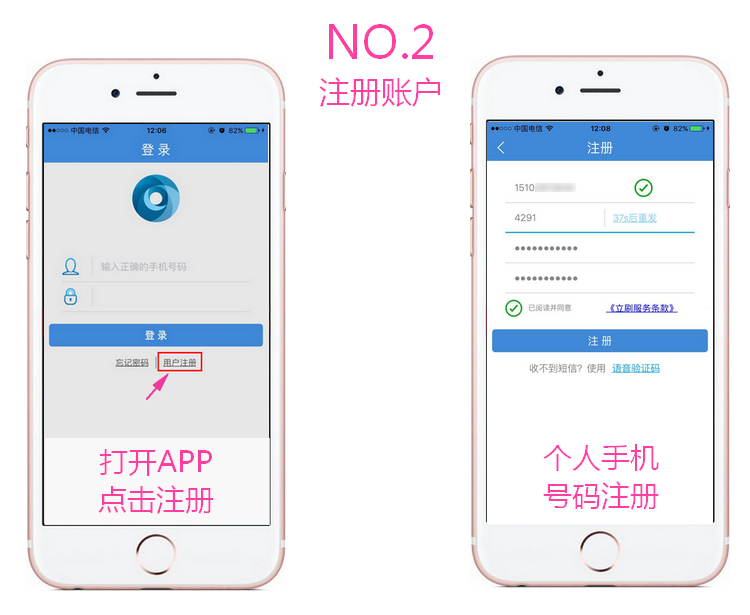 NO.2
注册账户
中国电信
12:06
82%
登 录
输入正确的手机号码
登 录
忘记密码
用户注册
打开APP
点击注册
中国电信
12:08
82%
注册
1510
4291
37s后重发
已阅读并同意
《立刷服务条款》
注 册
收不到短信? 使用 语音验证码
个人手机
号码注册